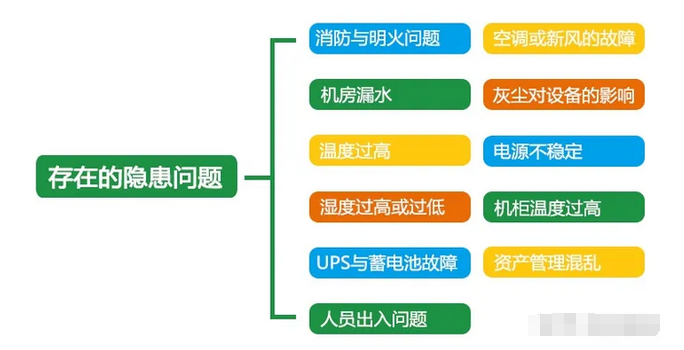 存在的隐患问题
消防与明火问题
空调或新风的故障
机房漏水
灰尘对设备的影响
温度过高
电源不稳定
湿度过高或过低
机柜温度过高
UPS与蓄电池故障
资产管理混乱
人员出入问题